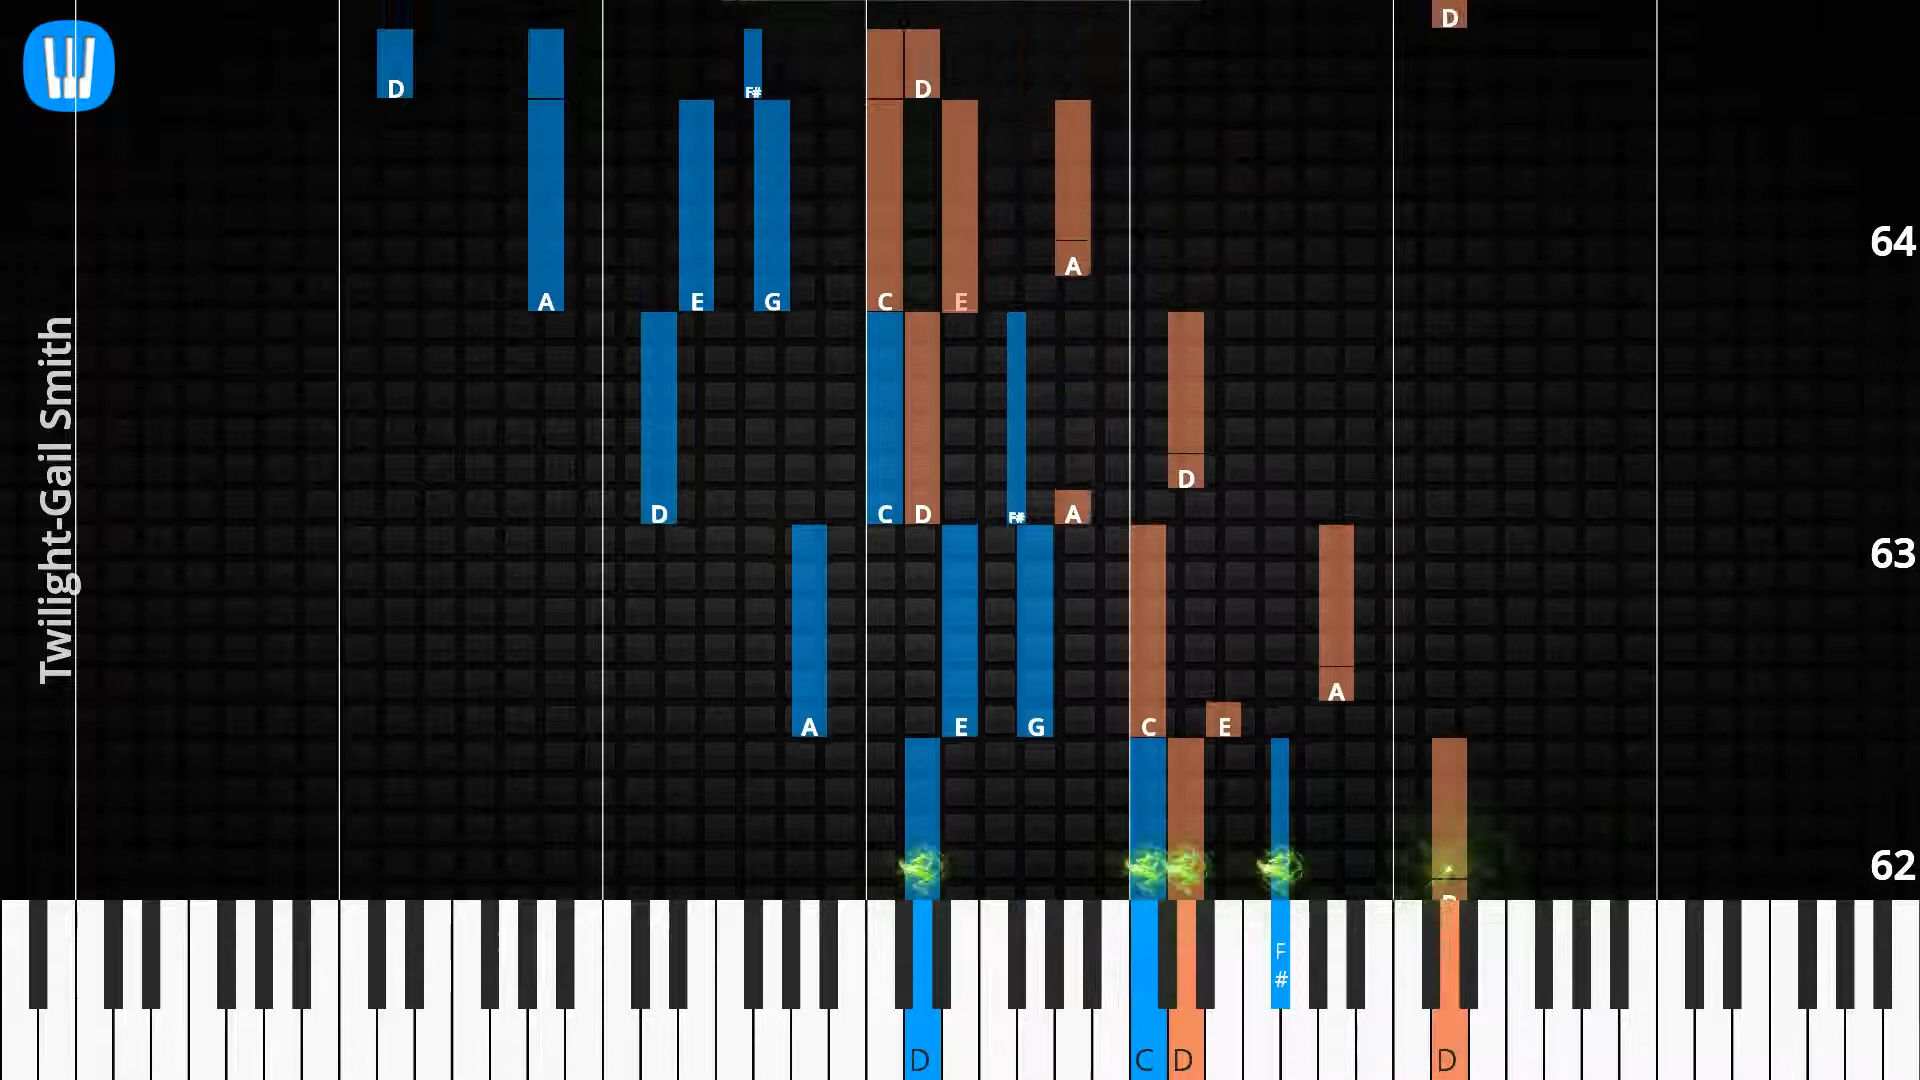 D
D F# D
64
A
A E G C E
Twilight-Gail Smith
D
D C D F# A
63
A
A E G C E
62
F
#
D C D D